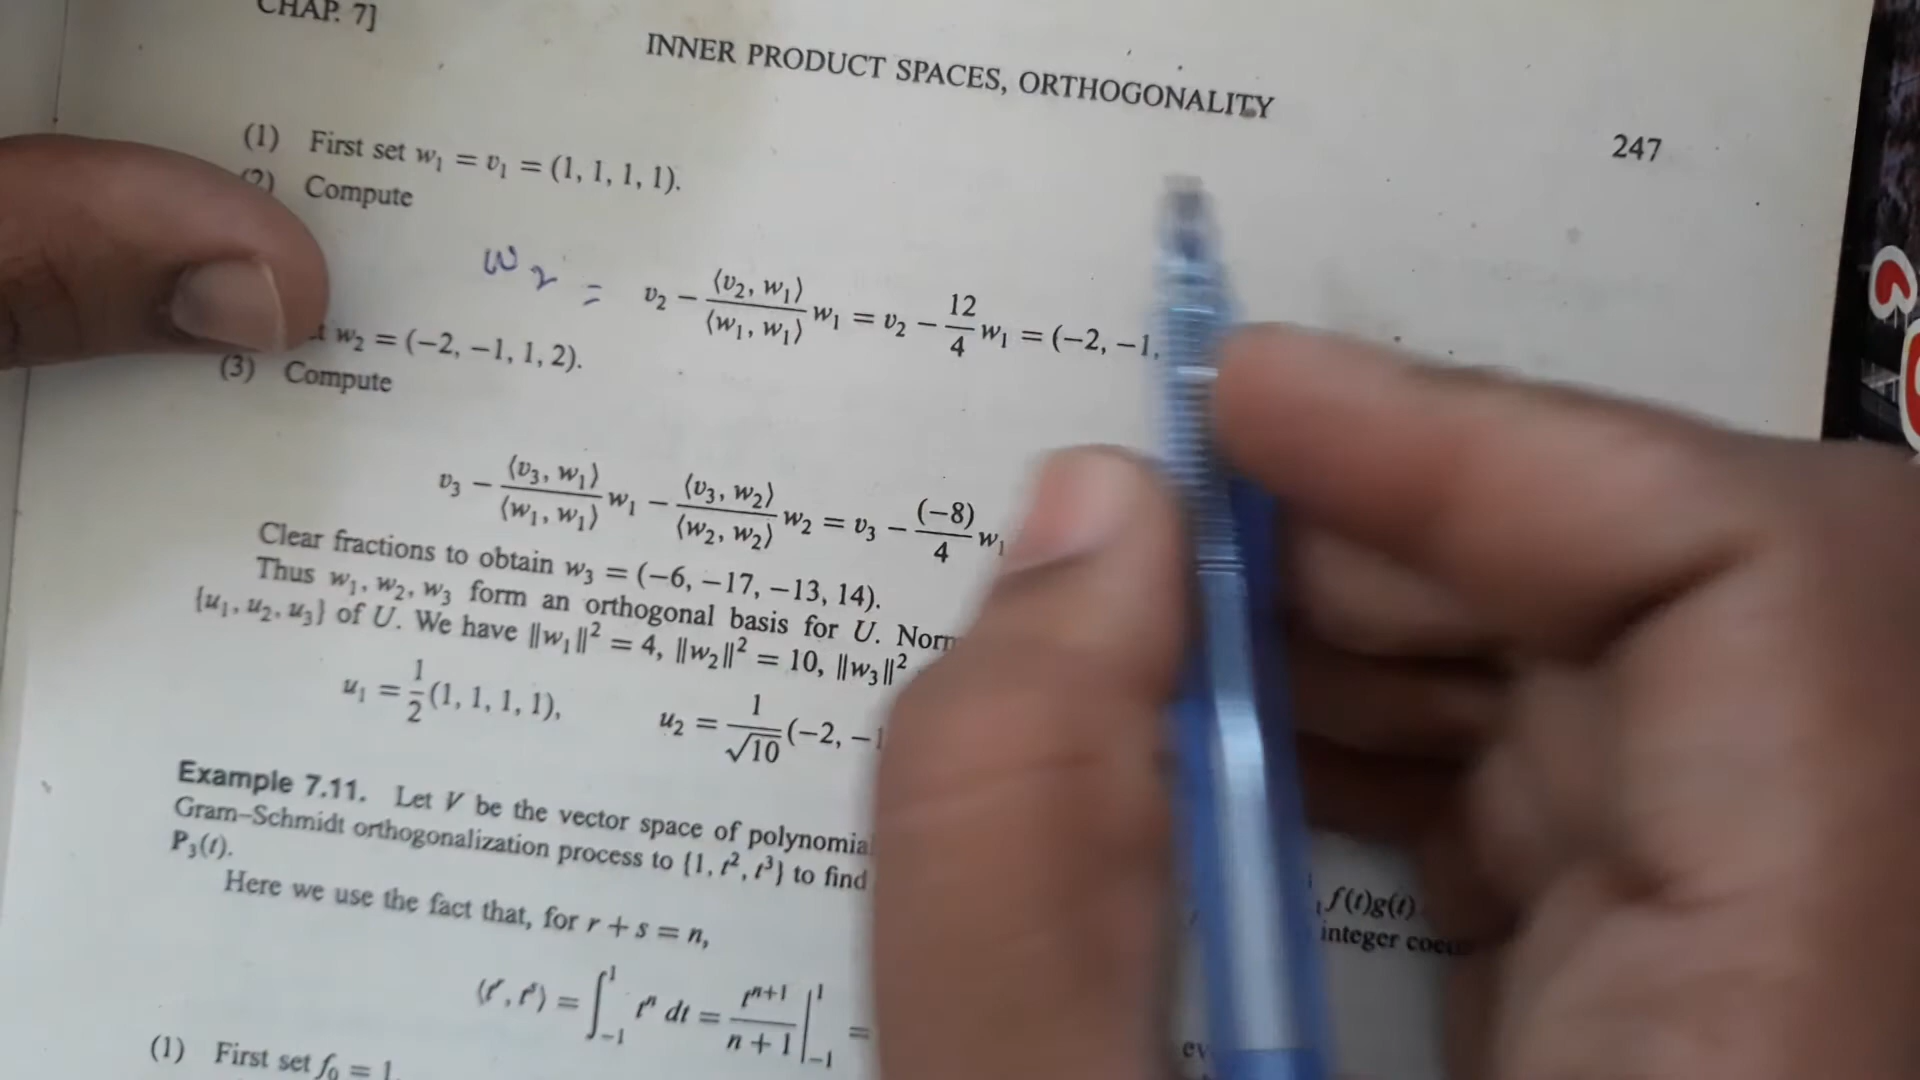 CHAP. 7]
INNER PRODUCT SPACES, ORTHOGONALITY
247
(1) First set w₁ = v₁ = (1, 1, 1, 1).
(2) Compute
w₂ = v₂ − ⟨v₂, w₁⟩/⟨w₁, w₁⟩ w₁ = v₂ − 12/4 w₁ = (−2, −1,
w₂ = (−2, −1, 1, 2).
(3) Compute
v₃ − ⟨v₃, w₁⟩/⟨w₁, w₁⟩ w₁ − ⟨v₃, w₂⟩/⟨w₂, w₂⟩ w₂ = v₃ − (−8)/4 w₁
Clear fractions to obtain w₃ = (−6, −17, −13, 14).
Thus w₁, w₂, w₃ form an orthogonal basis for U. Norm
{u₁, u₂, u₃} of U. We have ‖w₁‖² = 4, ‖w₂‖² = 10, ‖w₃‖²
u₁ = 1/2 (1, 1, 1, 1), u₂ = 1/√10 (−2, −1
Example 7.11. Let V be the vector space of polynomial
f(t)g(t)
Gram–Schmidt orthogonalization process to {1, t², t³} to find
integer
P₃(t).
Here we use the fact that, for r + s = n,
⟨tʳ, tˢ⟩ = ∫₋₁¹ tⁿ dt = tⁿ⁺¹/n + 1 |₋₁¹ =
(1) First set f₀ = 1.